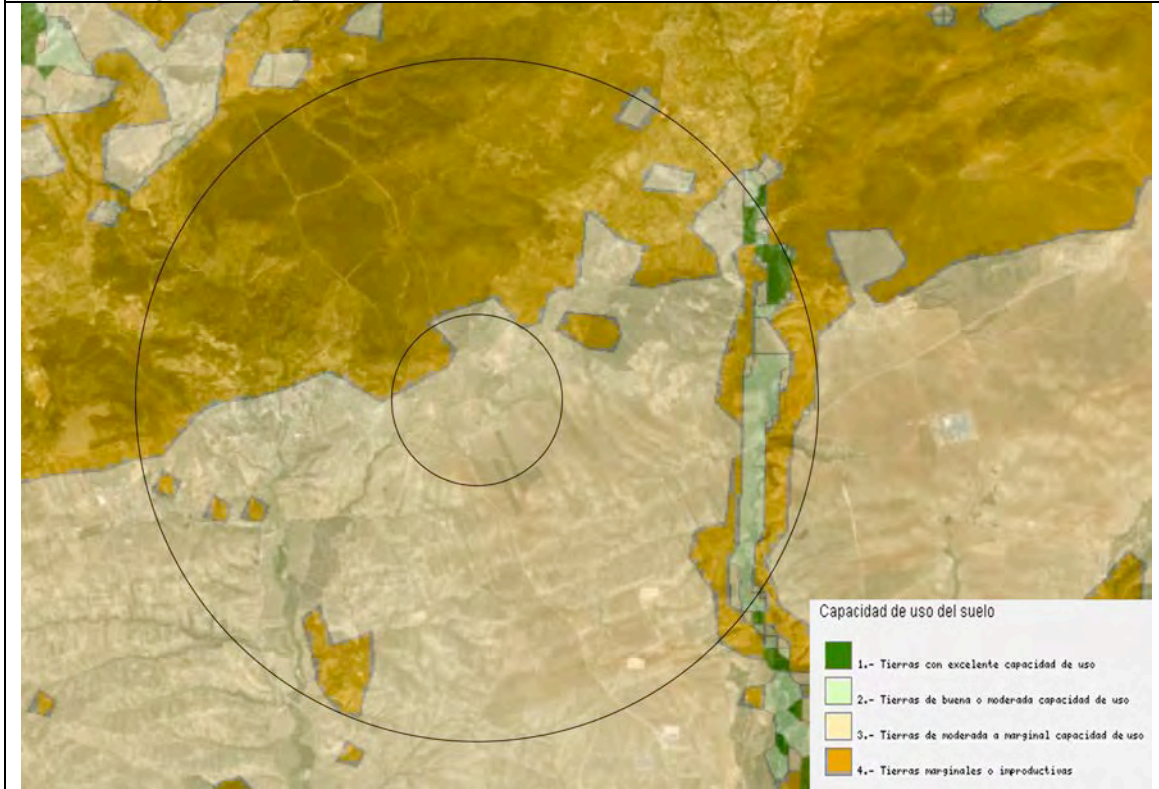 Capacidad de uso del suelo
1.- Tierras con excelente capacidad de uso
2.- Tierras de buena o moderada capacidad de uso
3.- Tierras de moderada a marginal capacidad de uso
4.- Tierras marginales o improductivas